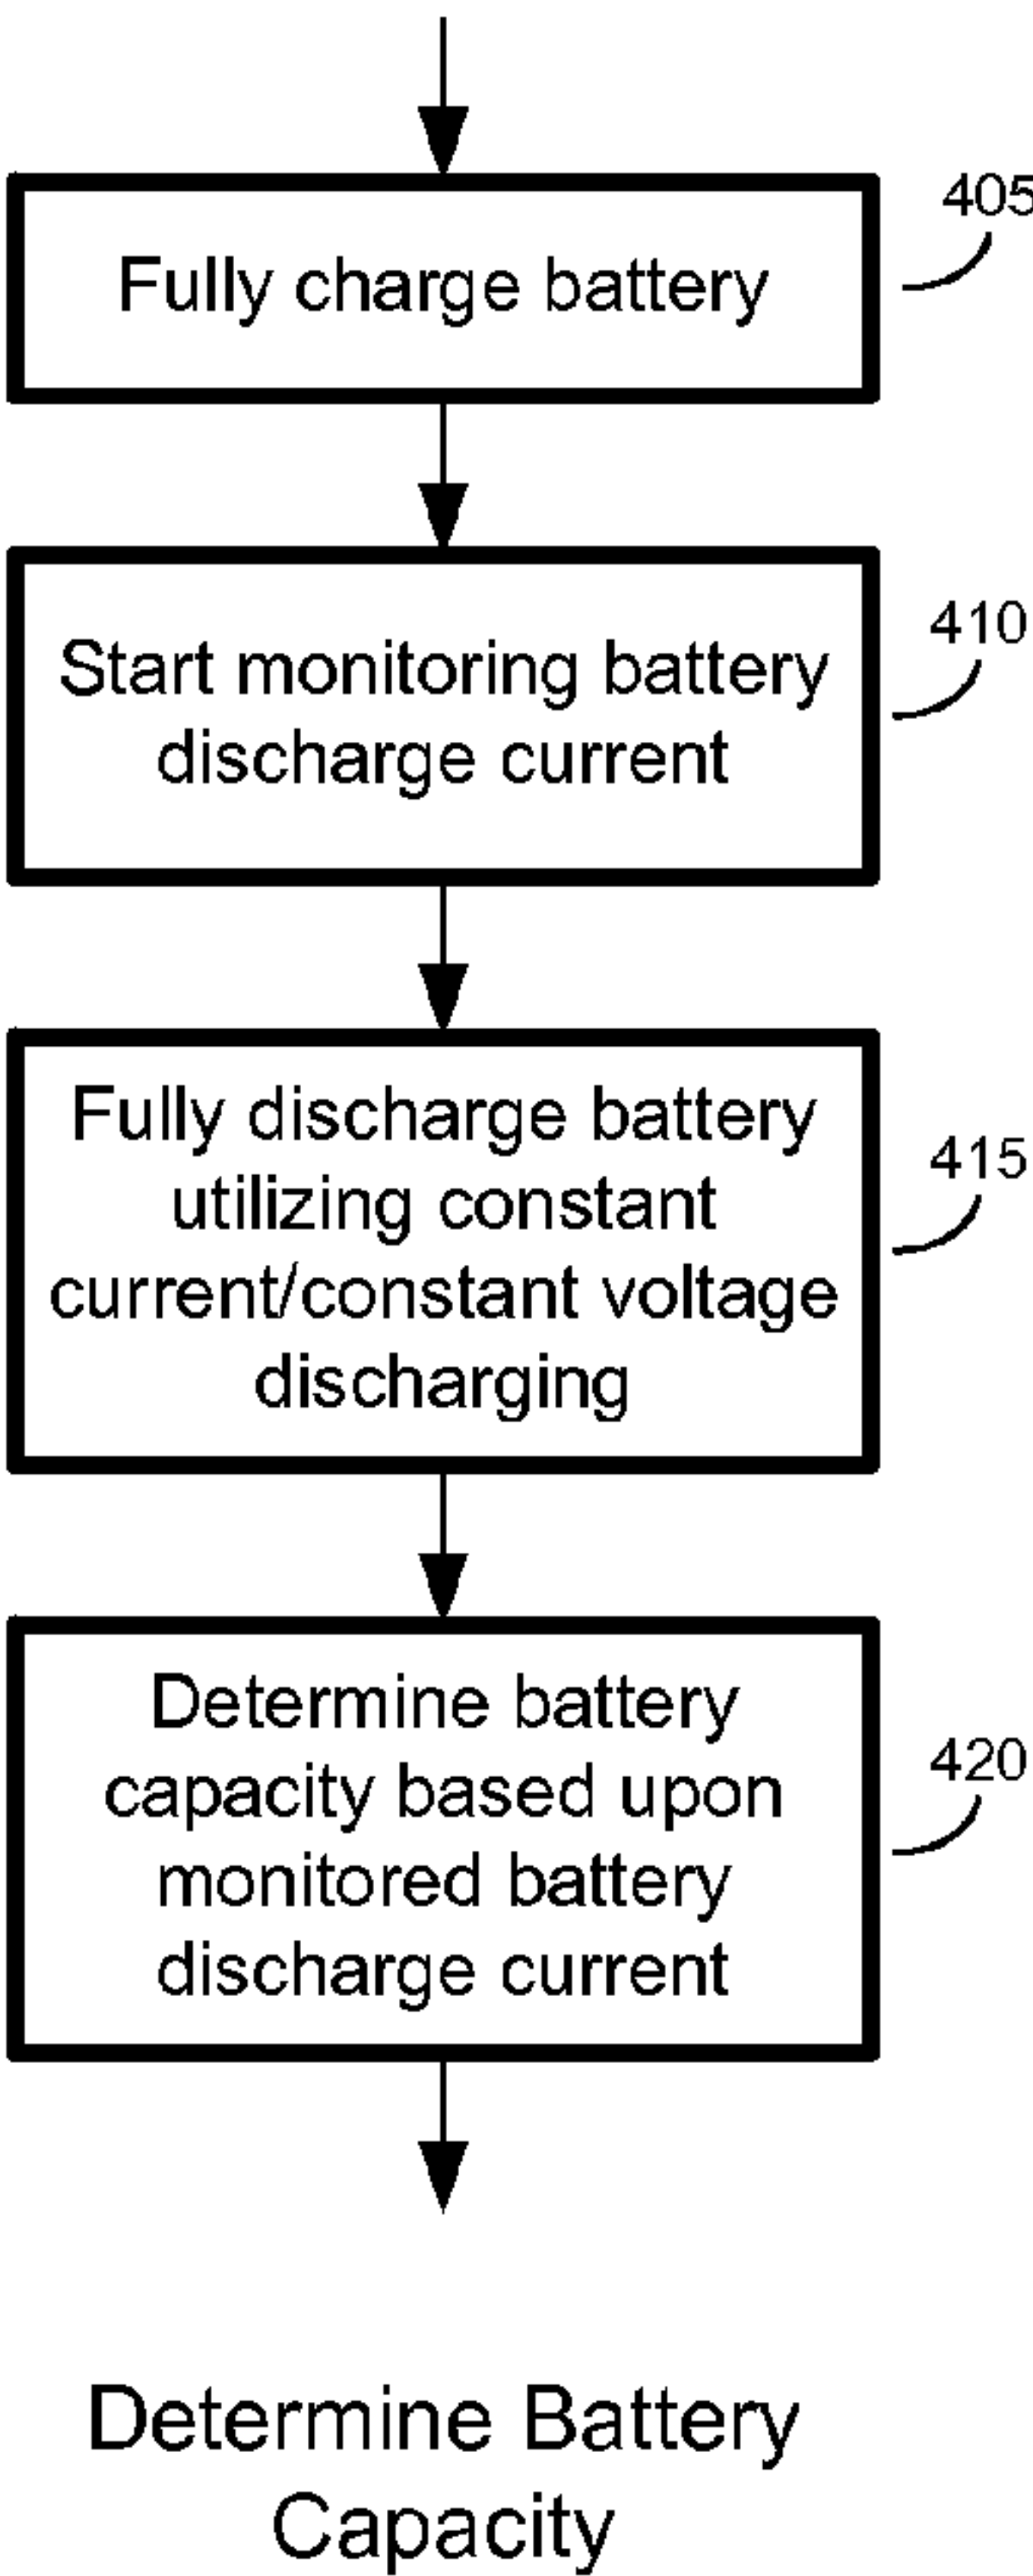 405
Fully charge battery
410
Start monitoring battery
discharge current
415
Fully discharge battery
utilizing constant
current/constant voltage
discharging
420
Determine battery
capacity based upon
monitored battery
discharge current
Determine Battery
Capacity